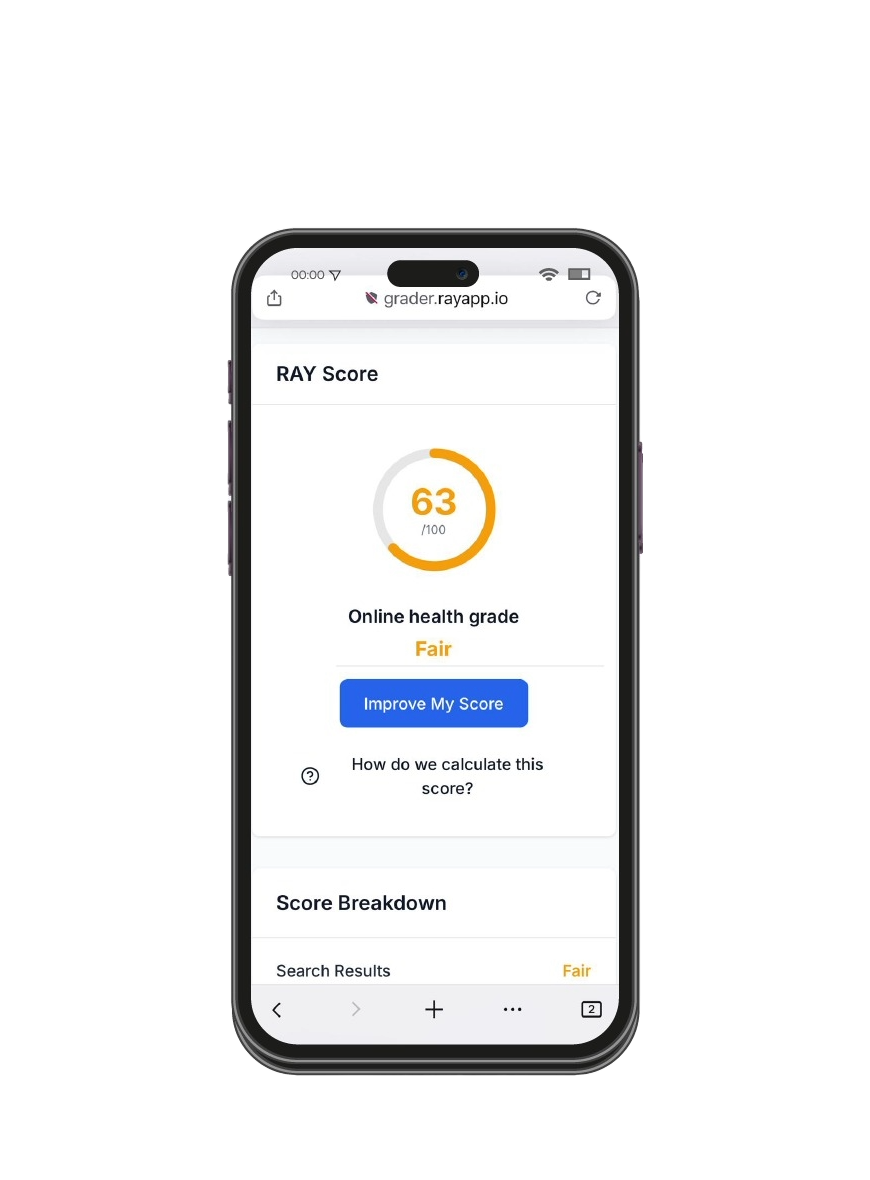 00:00
grader.rayapp.io
RAY Score
63
/100
Online health grade
Fair
Improve My Score
How do we calculate this
score?
Score Breakdown
Search Results Fair
2